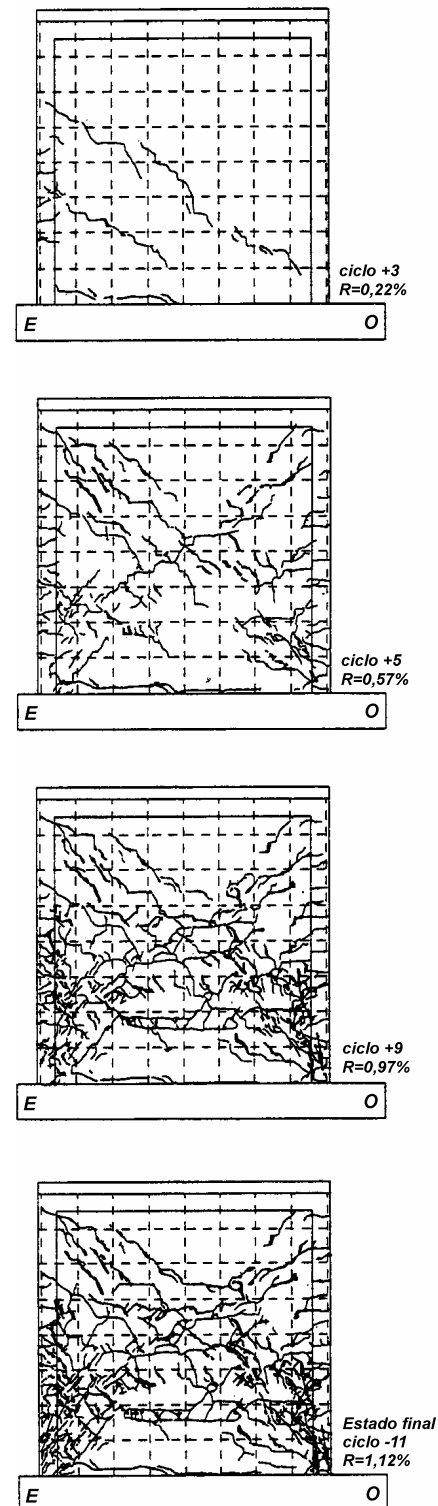 ciclo +3
R=0,22%
E O
ciclo +5
R=0,57%
E O
ciclo +9
R=0,97%
E O
Estado final
ciclo -11
R=1,12%
E O